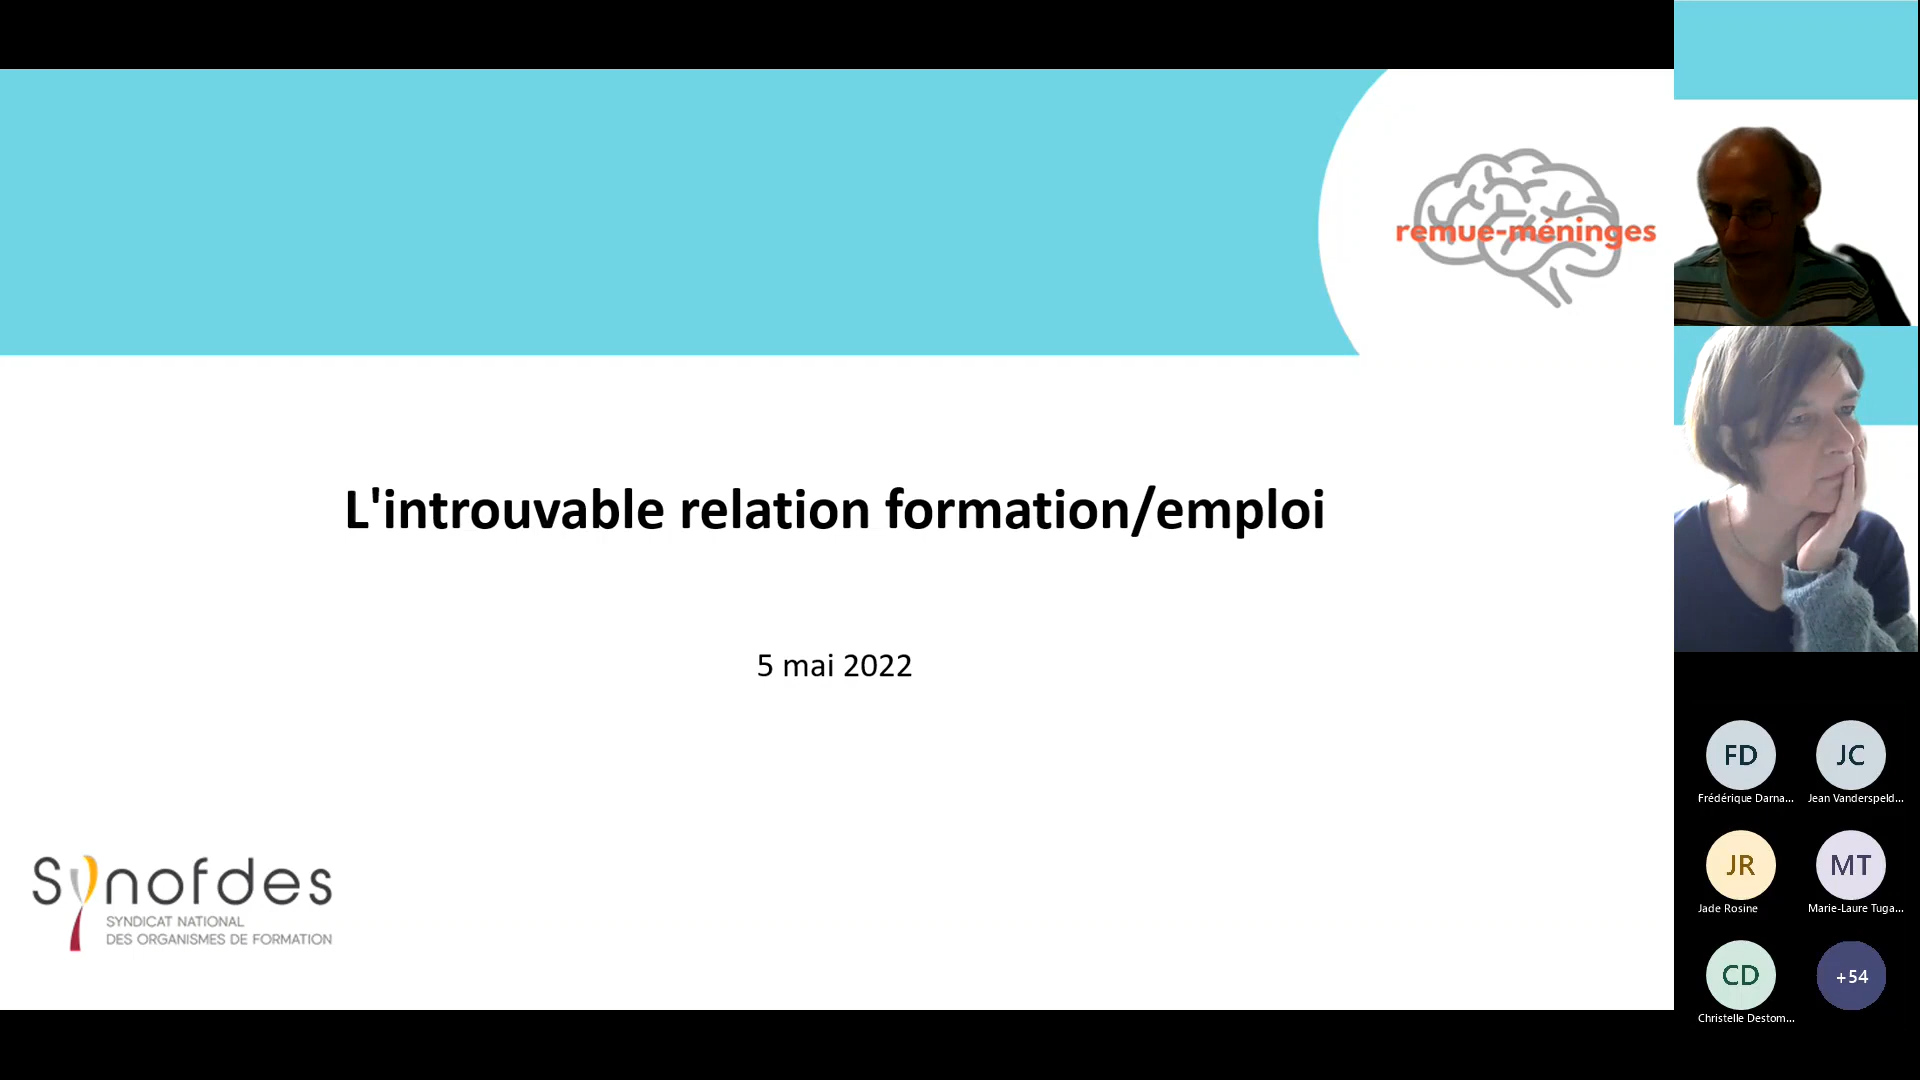 remue-méninges
L'introuvable relation formation/emploi
5 mai 2022
Synofdes
SYNDICAT NATIONAL
DES ORGANISMES DE FORMATION
FD
JC
Frédérique Darna...
Jean Vanderspeld...
JR
MT
Jade Rosine
Marie-Laure Tuga...
CD
+54
Christelle Destom...